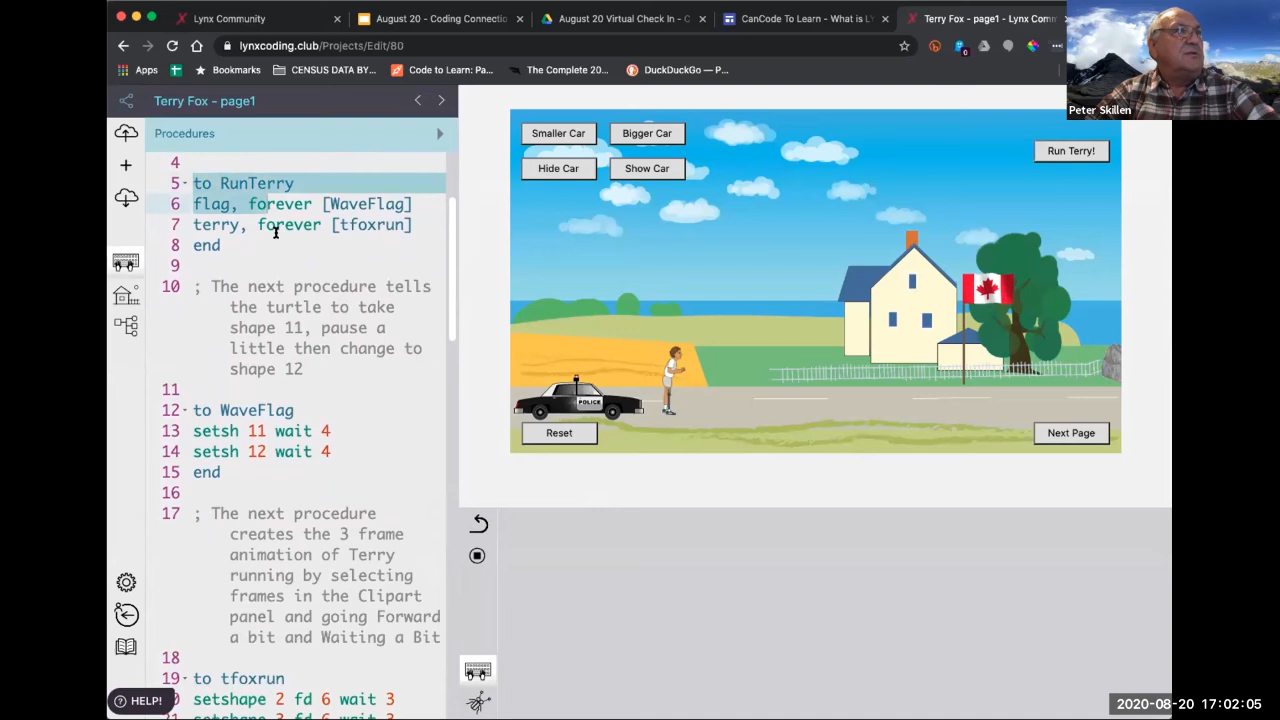 Lynx Community
August 20 - Coding Connectio
August 20 Virtual Check In - C
CanCode To Learn - What is LY
Terry Fox - page1 - Lynx Comm
lynxcoding.club/Projects/Edit/80
Apps
Bookmarks
CENSUS DATA BY...
Code to Learn: Pa...
The Complete 20...
DuckDuckGo — P...
Peter Skillen
Terry Fox - page1
Procedures
4
5 to RunTerry
6 flag, forever [WaveFlag]
7 terry, forever [tfoxrun]
8 end
9
10 ; The next procedure tells
the turtle to take
shape 11, pause a
little then change to
shape 12
11
12 to WaveFlag
13 setsh 11 wait 4
14 setsh 12 wait 4
15 end
16
17 ; The next procedure
creates the 3 frame
animation of Terry
running by selecting
frames in the Clipart
panel and going Forward
a bit and Waiting a Bit
18
19 to tfoxrun
setshape 2 fd 6 wait 3
setshape 3 fd 6 wait 3
HELP!
Smaller Car
Bigger Car
Hide Car
Show Car
Run Terry!
POLICE
Reset
Next Page
2020-08-20 17:02:05